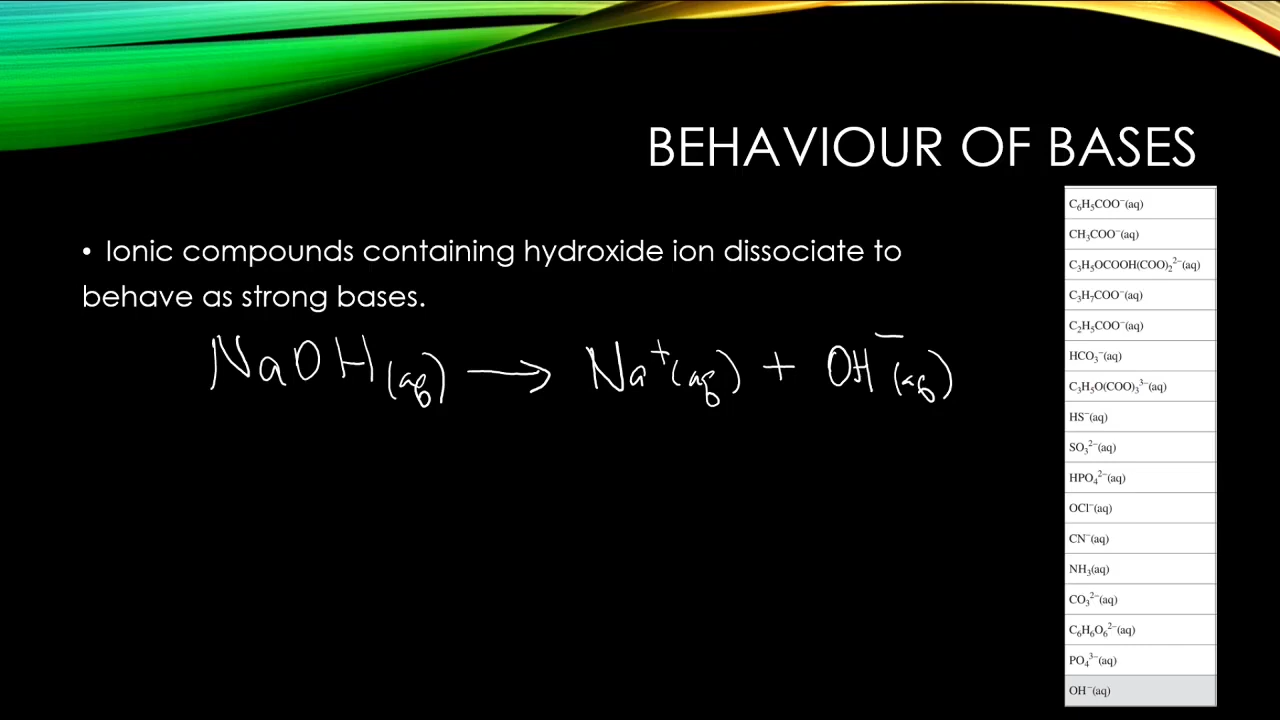 BEHAVIOUR OF BASES
• Ionic compounds containing hydroxide ion dissociate to
behave as strong bases.
NaOH(aq) → Na⁺(aq) + OH⁻(aq)
C₆H₅COO⁻(aq)
CH₃COO⁻(aq)
C₃H₅OCOOH(COO)₂²⁻(aq)
C₃H₇COO⁻(aq)
C₂H₅COO⁻(aq)
HCO₃⁻(aq)
C₃H₅O(COO)₃³⁻(aq)
HS⁻(aq)
SO₃²⁻(aq)
HPO₄²⁻(aq)
OCl⁻(aq)
CN⁻(aq)
NH₃(aq)
CO₃²⁻(aq)
C₆H₆O₆²⁻(aq)
PO₄³⁻(aq)
OH⁻(aq)